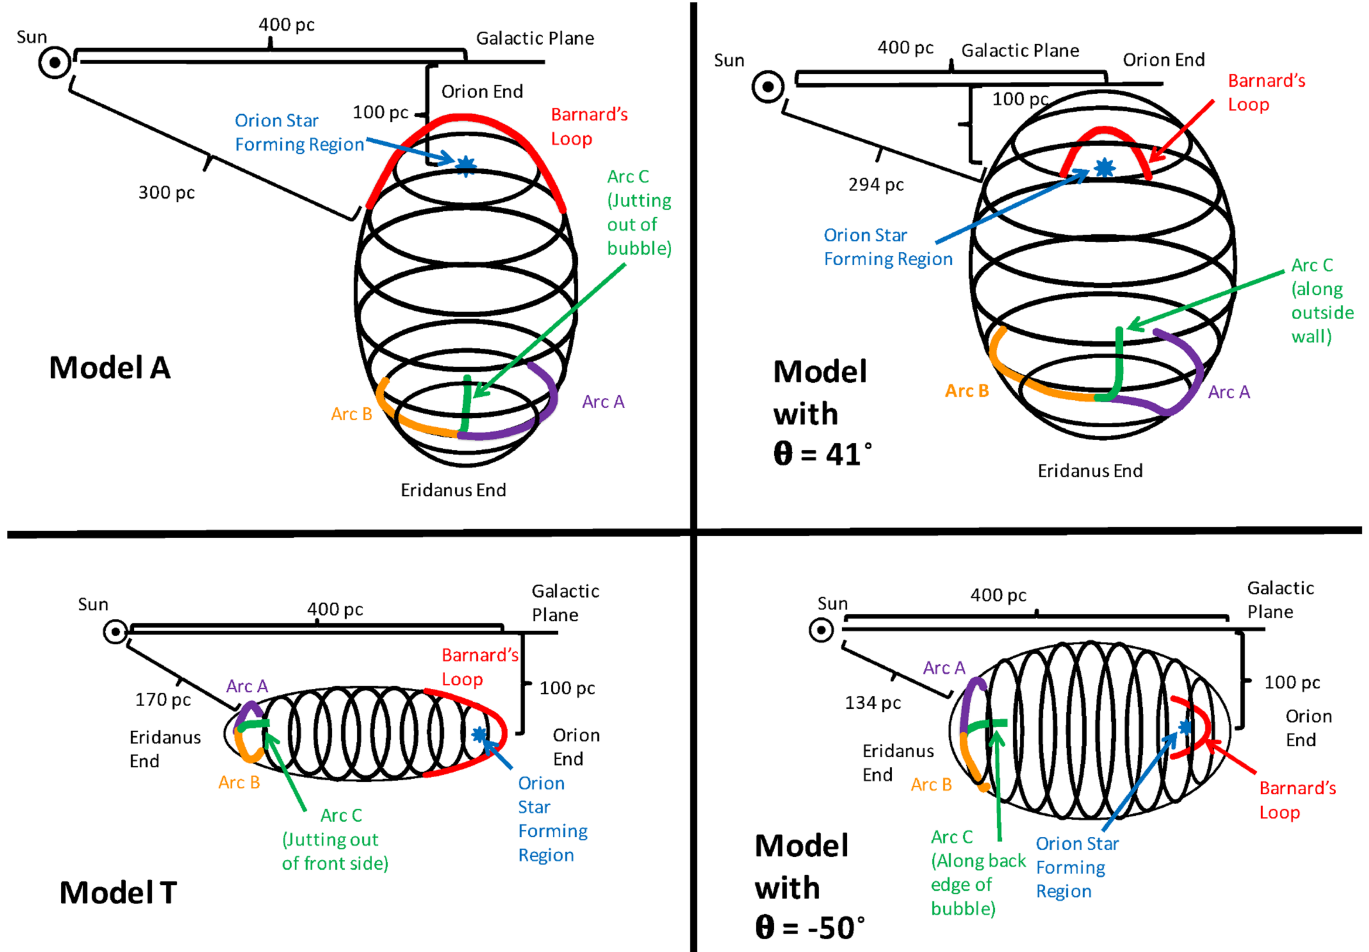 400 pc
Sun
Galactic Plane
Orion End
100 pc
Barnard's
Loop
Orion Star
Forming Region
300 pc
Arc C
(Jutting
out of
bubble)
Model A
Arc B
Arc A
Eridanus End
400 pc
Galactic Plane
Orion End
Sun
Barnard's
Loop
100 pc
294 pc
Orion Star
Forming Region
Arc C
(along
outside
wall)
Model
with
θ = 41°
Arc B
Arc A
Eridanus End
400 pc
Galactic
Plane
Sun
Barnard's
Loop
170 pc
Arc A
100 pc
Eridanus
End
Orion
End
Arc B
Orion
Star
Forming
Region
Arc C
(Jutting out
of front side)
Model T
400 pc
Galactic
Plane
Sun
Arc A
134 pc
100 pc
Orion
End
Eridanus
End
Arc B
Barnard's
Loop
Arc C
(Along back
edge of
bubble)
Orion Star
Forming
Region
Model
with
θ = -50°